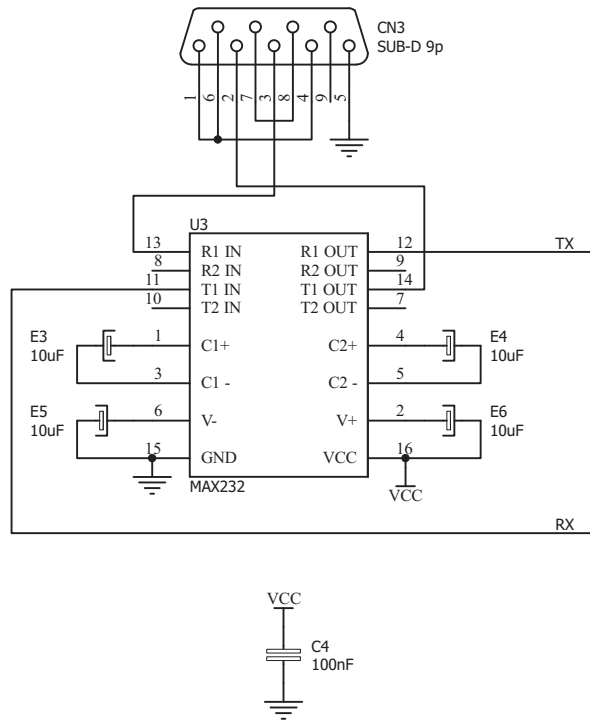 CN3
SUB-D 9p
1 6 2 7 3 8 4 9 5
U3
13 R1 IN R1 OUT 12 TX
8 R2 IN R2 OUT 9
11 T1 IN T1 OUT 14
10 T2 IN T2 OUT 7
E3 1 C1+ C2+ 4 E4
10uF 10uF
3 C1 - C2 - 5
E5 6 V- V+ 2 E6
10uF 10uF
15 GND VCC 16
MAX232 VCC
RX
VCC
C4
100nF